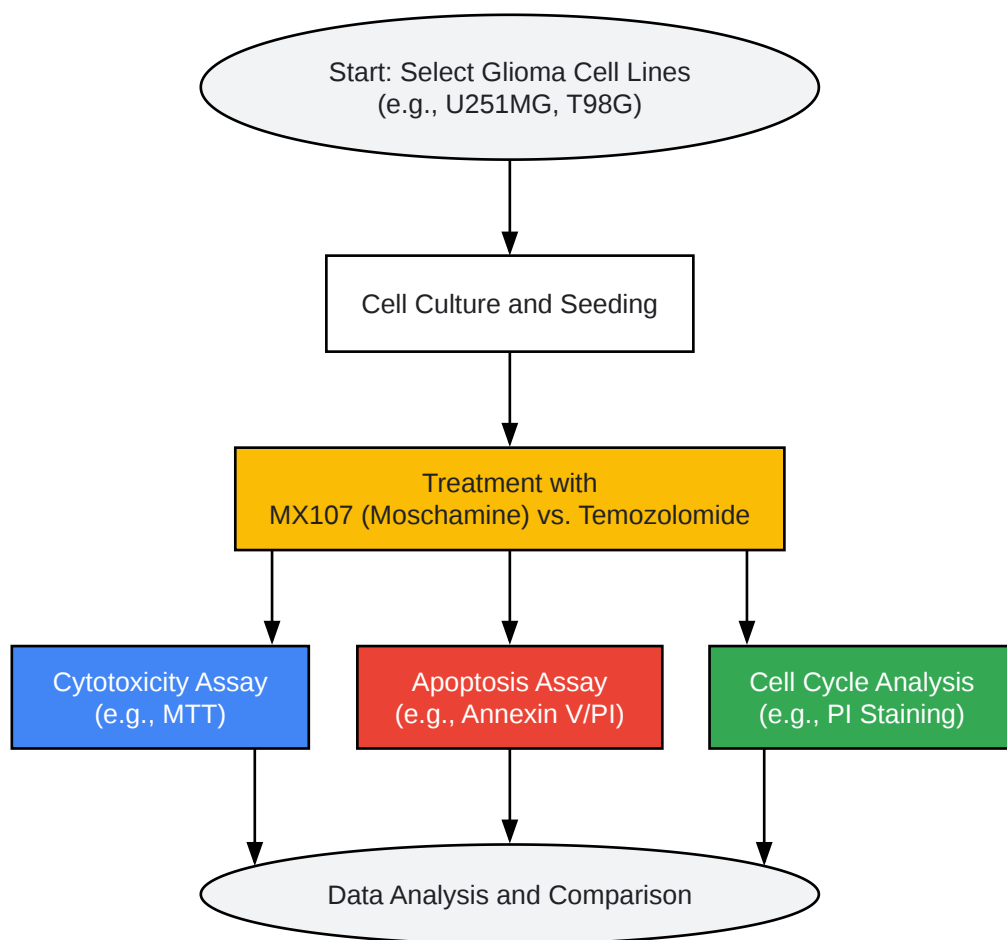 Start: Select Glioma Cell Lines
(e.g., U251MG, T98G)
Cell Culture and Seeding
Treatment with
MX107 (Moschamine) vs. Temozolomide
Cytotoxicity Assay
(e.g., MTT)
Apoptosis Assay
(e.g., Annexin V/PI)
Cell Cycle Analysis
(e.g., PI Staining)
Data Analysis and Comparison